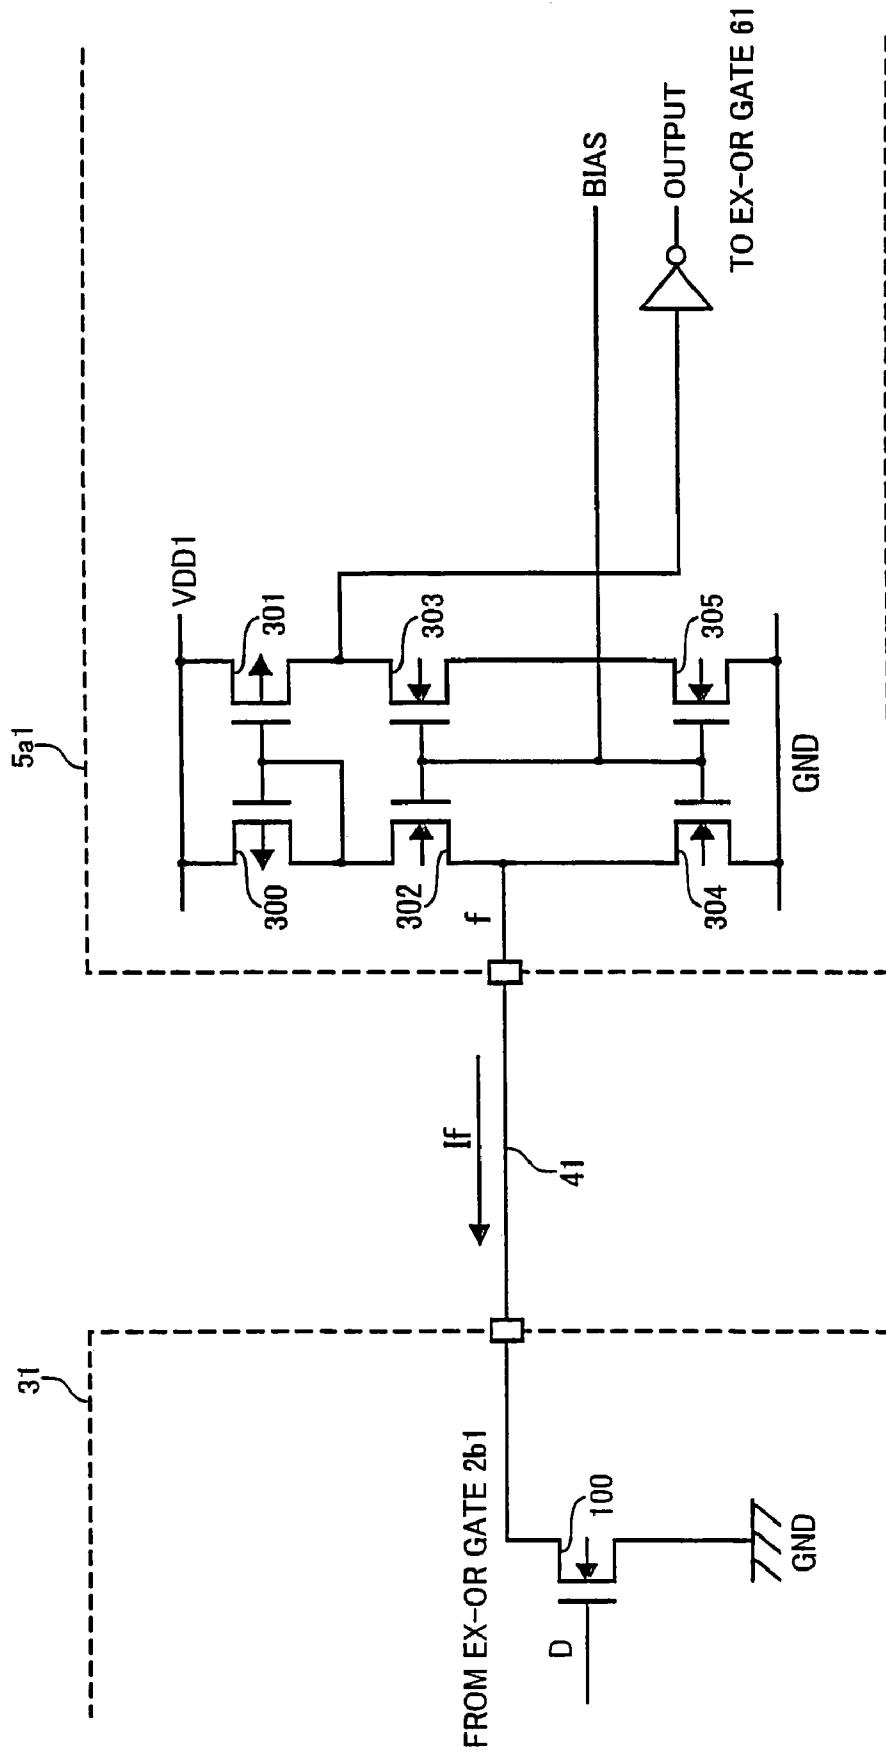 31
FROM EX-OR GATE 2b1
D
100
GND
If
41
5a1
VDD1
300
301
f
302
303
304
305
GND
BIAS
OUTPUT
TO EX-OR GATE 61